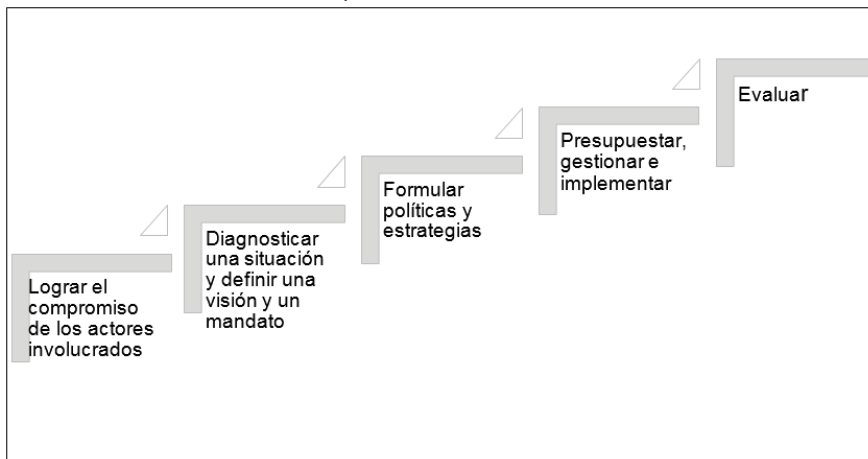 Lograr el
compromiso
de los actores
involucrados
Diagnosticar
una situación
y definir una
visión y un
mandato
Formular
políticas y
estrategias
Presupuestar,
gestionar e
implementar
Evaluar